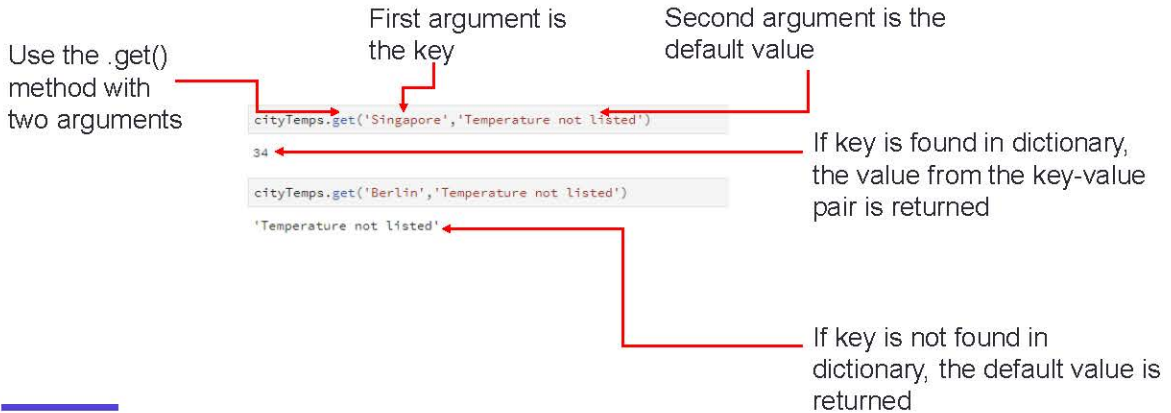 First argument is
the key
Second argument is the
default value
Use the .get()
method with
two arguments
cityTemps.get('Singapore','Temperature not listed')
34
If key is found in dictionary,
the value from the key-value
pair is returned
cityTemps.get('Berlin','Temperature not listed')
'Temperature not listed'
If key is not found in
dictionary, the default value is
returned